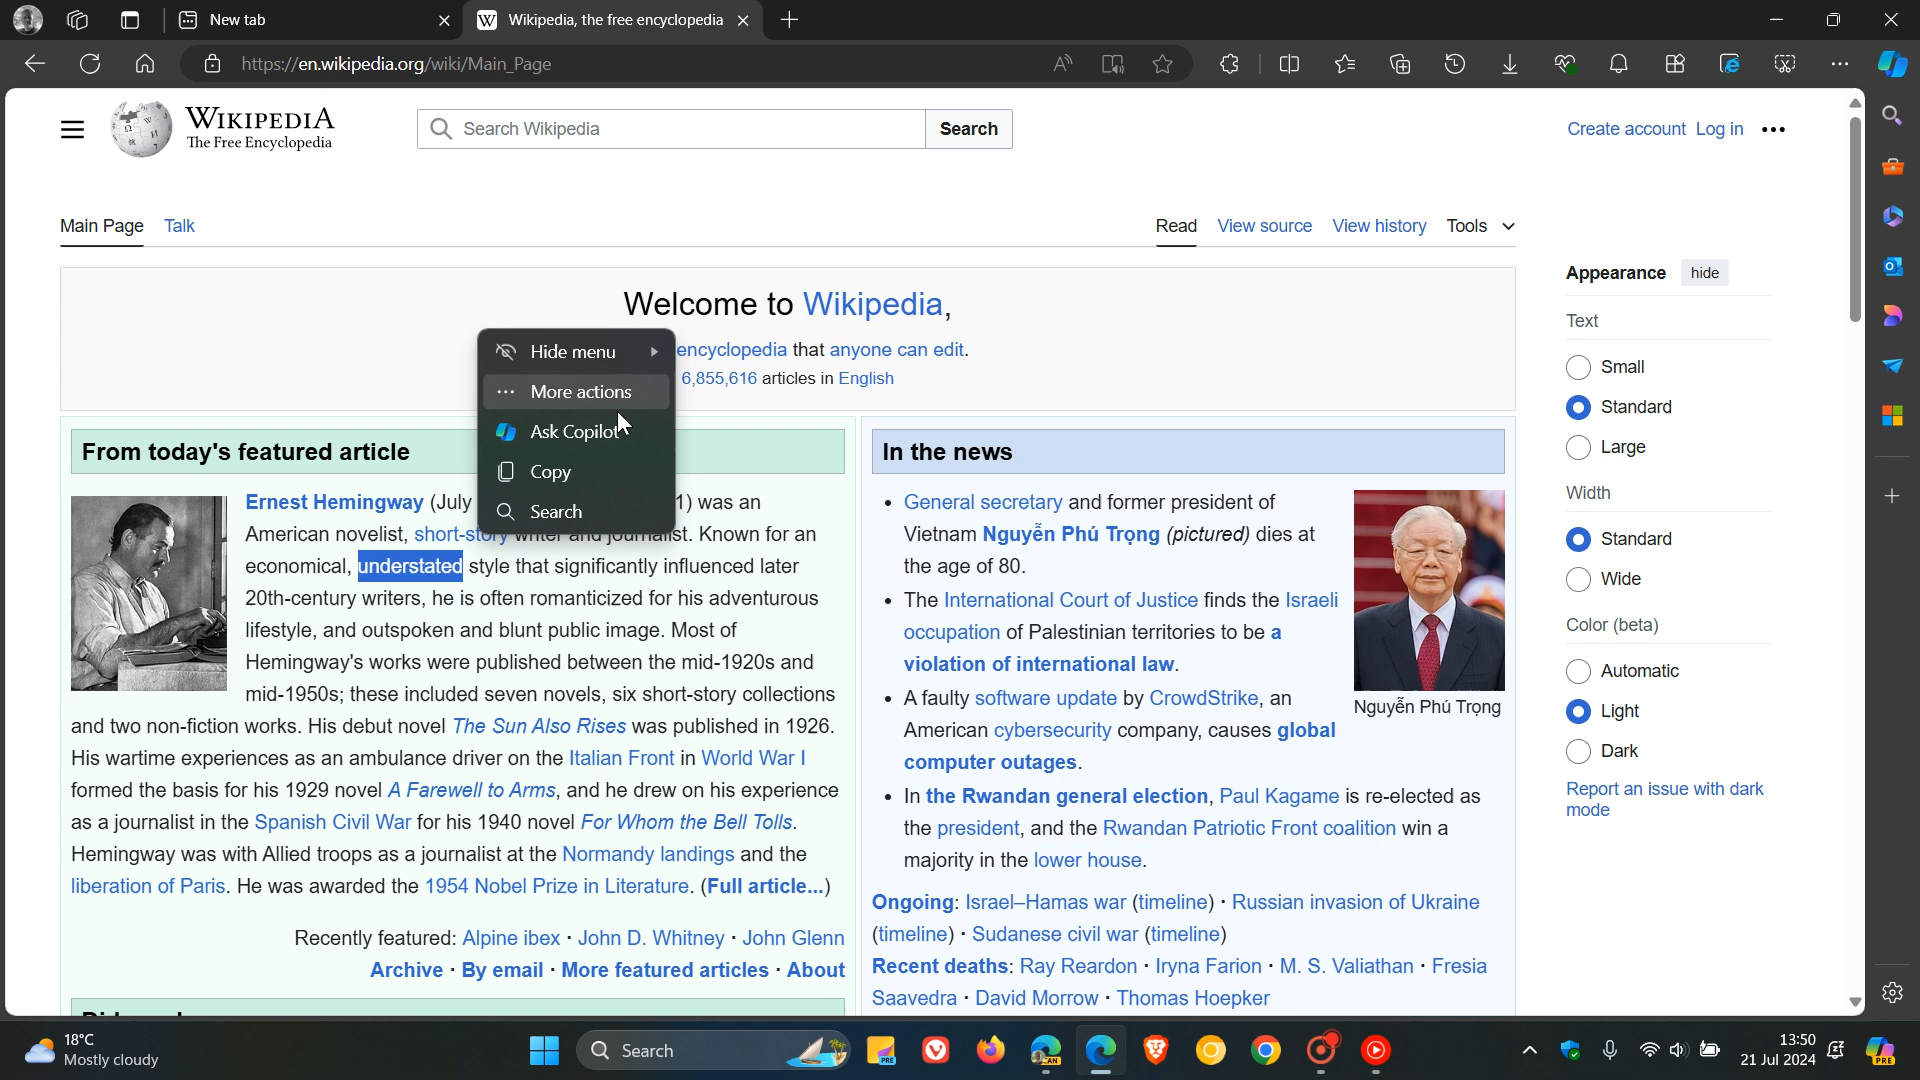 New tab
Wikipedia, the free encyclopedia
https://en.wikipedia.org/wiki/Main_Page
WIKIPEDIA
The Free Encyclopedia
Search Wikipedia
Search
Create account Log in
Main Page Talk
Read View source View history Tools
Welcome to Wikipedia,
encyclopedia that anyone can edit.
6,855,616 articles in English
Hide menu
More actions
Ask Copilot
Copy
Search
From today's featured article
Ernest Hemingway (July 1) was an
American novelist, short-story writer and journalist. Known for an
economical, understated style that significantly influenced later
20th-century writers, he is often romanticized for his adventurous
lifestyle, and outspoken and blunt public image. Most of
Hemingway's works were published between the mid-1920s and
mid-1950s; these included seven novels, six short-story collections
and two non-fiction works. His debut novel The Sun Also Rises was published in 1926.
His wartime experiences as an ambulance driver on the Italian Front in World War I
formed the basis for his 1929 novel A Farewell to Arms, and he drew on his experience
as a journalist in the Spanish Civil War for his 1940 novel For Whom the Bell Tolls.
Hemingway was with Allied troops as a journalist at the Normandy landings and the
liberation of Paris. He was awarded the 1954 Nobel Prize in Literature. (Full article...)
Recently featured: Alpine ibex · John D. Whitney · John Glenn
Archive · By email · More featured articles · About
In the news
• General secretary and former president of
Vietnam Nguyễn Phú Trọng (pictured) dies at
the age of 80.
• The International Court of Justice finds the Israeli
occupation of Palestinian territories to be a
violation of international law.
• A faulty software update by CrowdStrike, an
American cybersecurity company, causes global
computer outages.
• In the Rwandan general election, Paul Kagame is re-elected as
the president, and the Rwandan Patriotic Front coalition win a
majority in the lower house.
Nguyễn Phú Trọng
Ongoing: Israel–Hamas war (timeline) · Russian invasion of Ukraine
(timeline) · Sudanese civil war (timeline)
Recent deaths: Ray Reardon · Iryna Farion · M. S. Valiathan · Fresia
Saavedra · David Morrow · Thomas Hoepker
Appearance hide
Text
Small
Standard
Large
Width
Standard
Wide
Color (beta)
Automatic
Light
Dark
Report an issue with dark
mode
18°C
Mostly cloudy
Search
PRE
CAN
13:50
21 Jul 2024
PRE